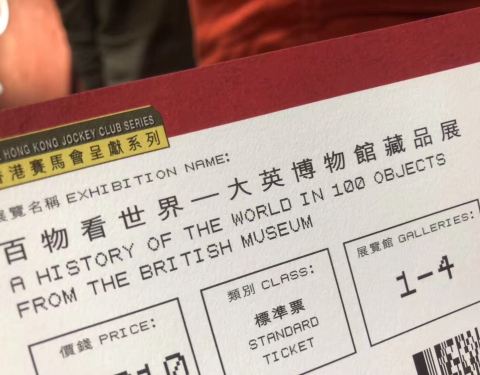 HONG KONG JOCKEY CLUB SERIES
香港賽馬會呈獻系列
展覽名稱 EXHIBITION NAME:
百物看世界—大英博物館藏品展
A HISTORY OF THE WORLD IN 100 OBJECTS
FROM THE BRITISH MUSEUM
價錢 PRICE:
類別 CLASS:
標準票
STANDARD
TICKET
展覽館 GALLERIES:
1-4